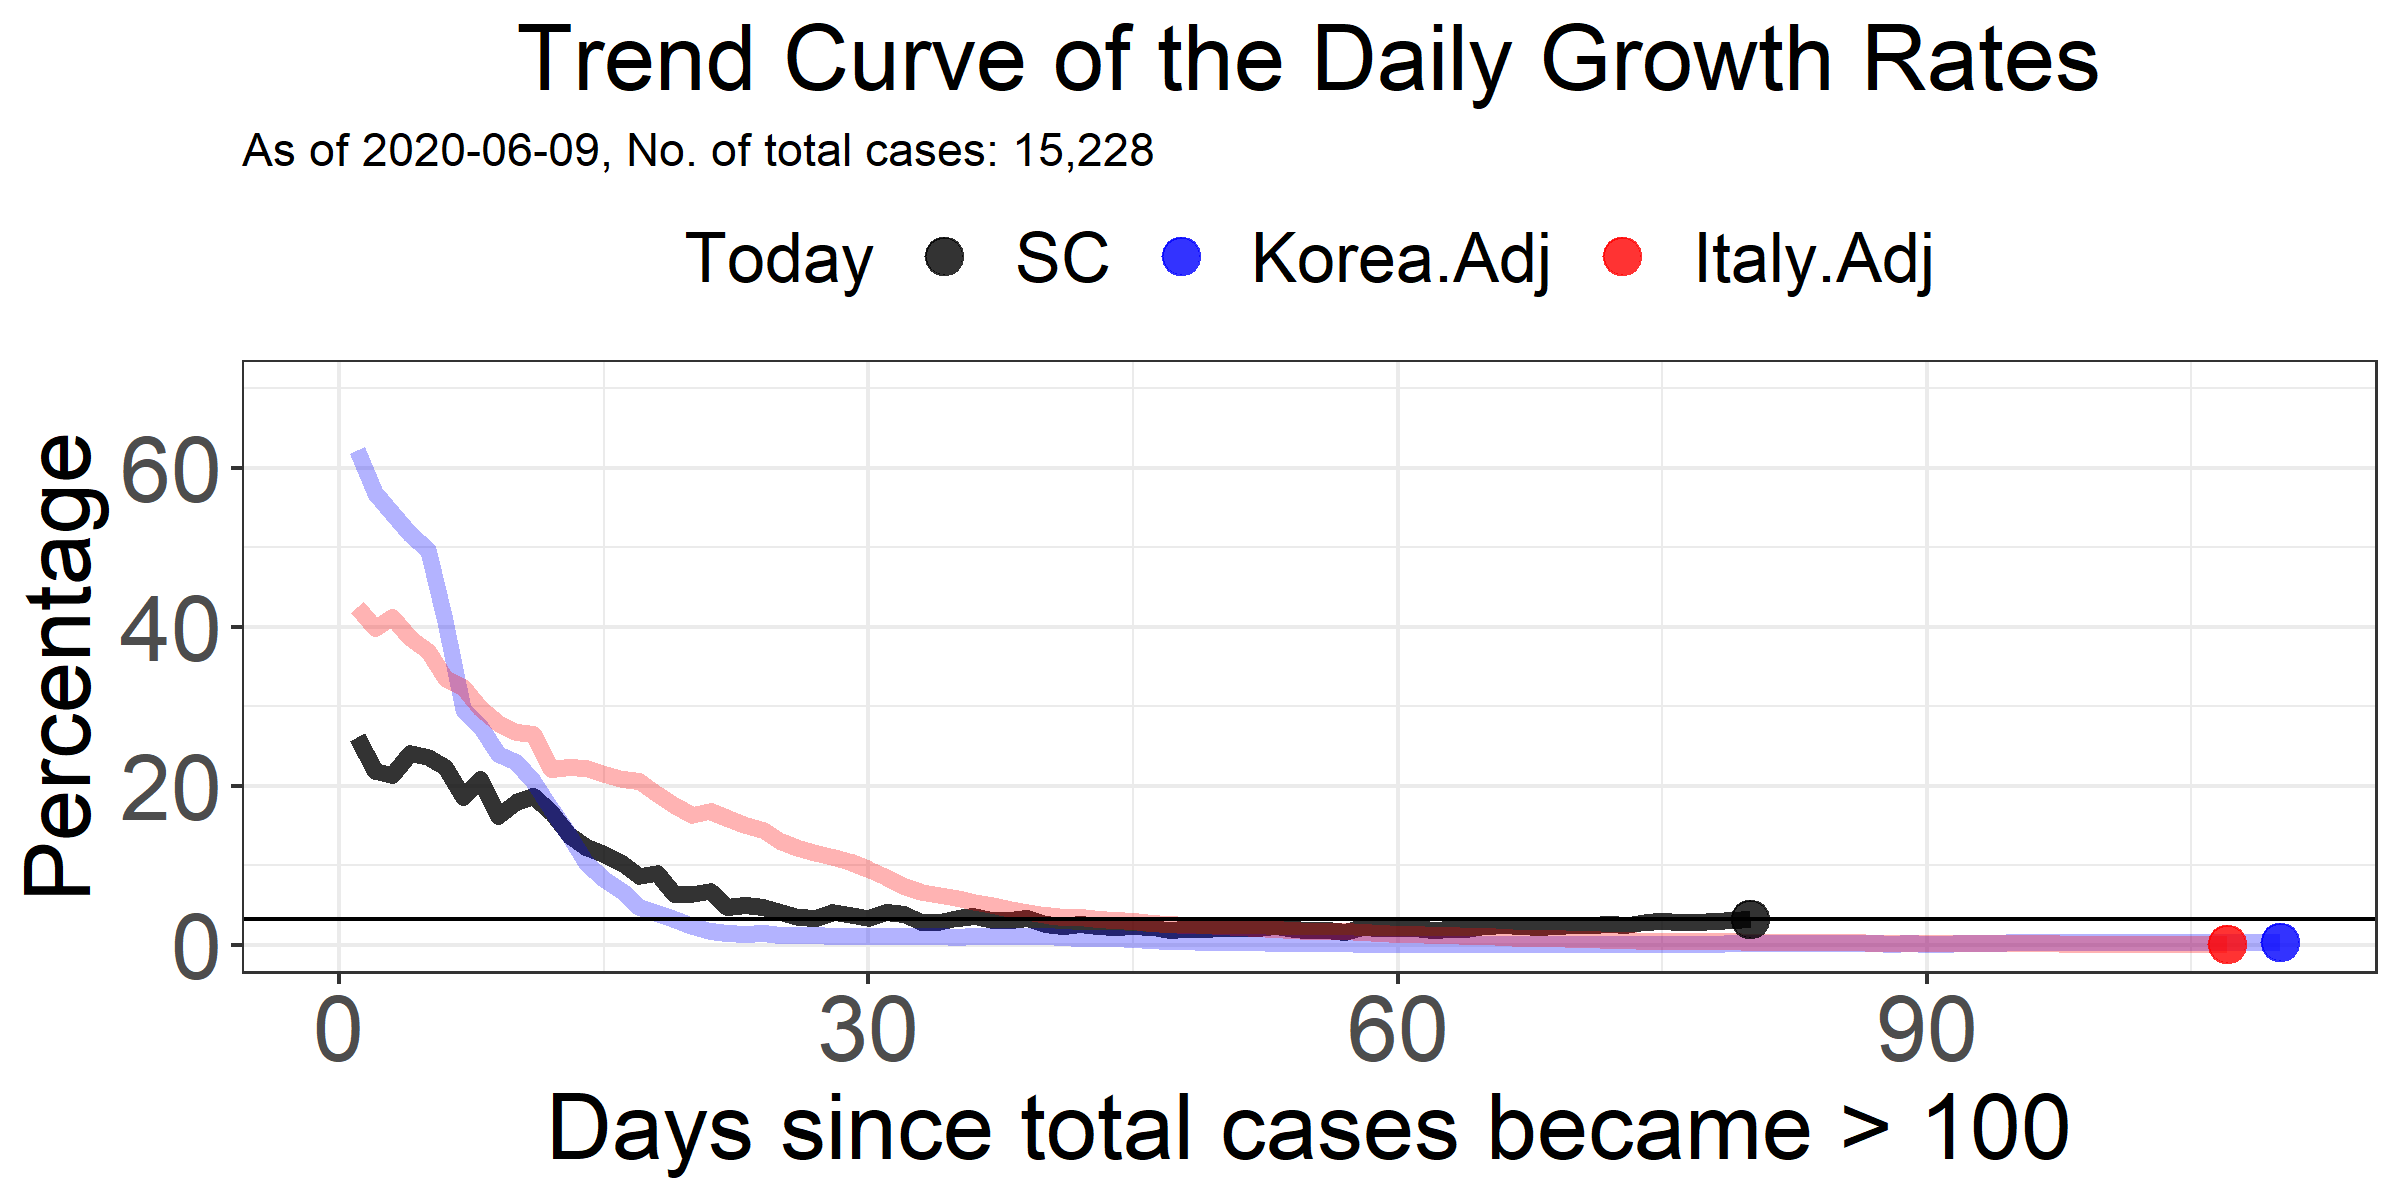 Trend Curve of the Daily Growth Rates
As of 2020-06-09, No. of total cases: 15,228
Today SC Korea.Adj Italy.Adj
Percentage
60
40
20
0
0 30 60 90
Days since total cases became > 100